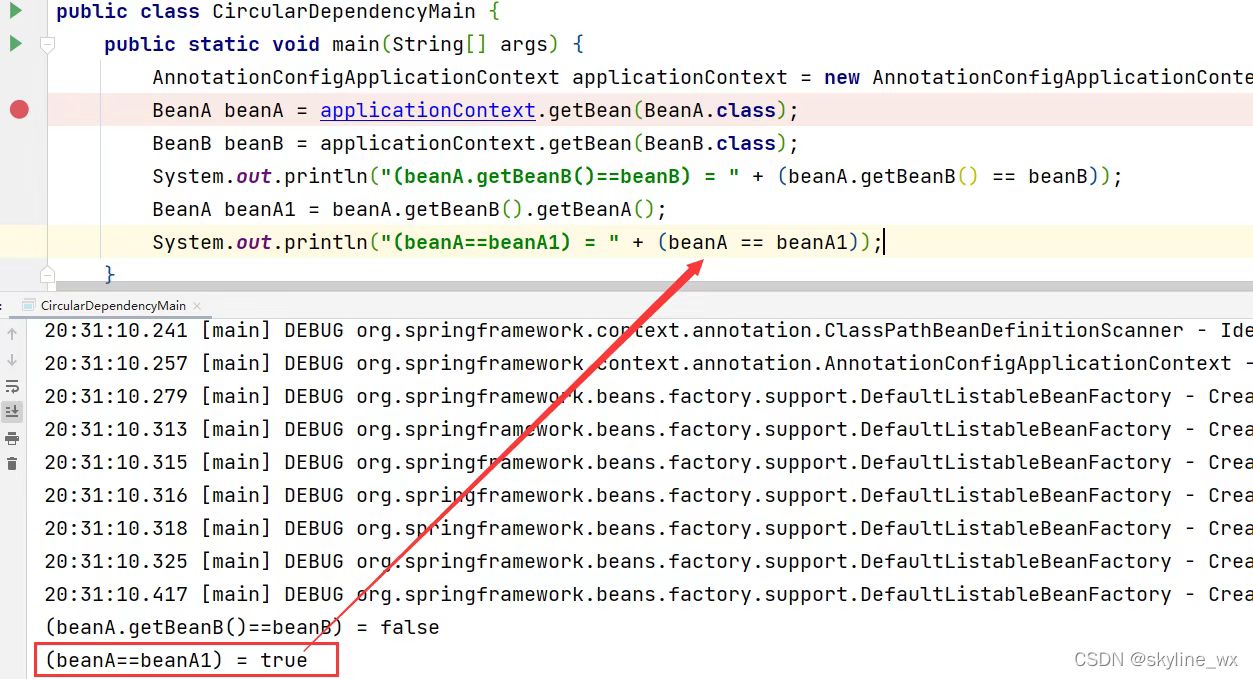 public class CircularDependencyMain {
public static void main(String[] args) {
AnnotationConfigApplicationContext applicationContext = new AnnotationConfigApplicationConte
BeanA beanA = applicationContext.getBean(BeanA.class);
BeanB beanB = applicationContext.getBean(BeanB.class);
System.out.println("(beanA.getBeanB()==beanB) = " + (beanA.getBeanB() == beanB));
BeanA beanA1 = beanA.getBeanB().getBeanA();
System.out.println("(beanA==beanA1) = " + (beanA == beanA1));
}
: CircularDependencyMain ×
20:31:10.241 [main] DEBUG org.springframework.context.annotation.ClassPathBeanDefinitionScanner - Ide
20:31:10.257 [main] DEBUG org.springframework.context.annotation.AnnotationConfigApplicationContext -
20:31:10.279 [main] DEBUG org.springframework.beans.factory.support.DefaultListableBeanFactory - Crea
20:31:10.313 [main] DEBUG org.springframework.beans.factory.support.DefaultListableBeanFactory - Crea
20:31:10.315 [main] DEBUG org.springframework.beans.factory.support.DefaultListableBeanFactory - Crea
20:31:10.316 [main] DEBUG org.springframework.beans.factory.support.DefaultListableBeanFactory - Crea
20:31:10.318 [main] DEBUG org.springframework.beans.factory.support.DefaultListableBeanFactory - Crea
20:31:10.325 [main] DEBUG org.springframework.beans.factory.support.DefaultListableBeanFactory - Crea
20:31:10.417 [main] DEBUG org.springframework.beans.factory.support.DefaultListableBeanFactory - Crea
(beanA.getBeanB()==beanB) = false
(beanA==beanA1) = true
CSDN @skyline_wx